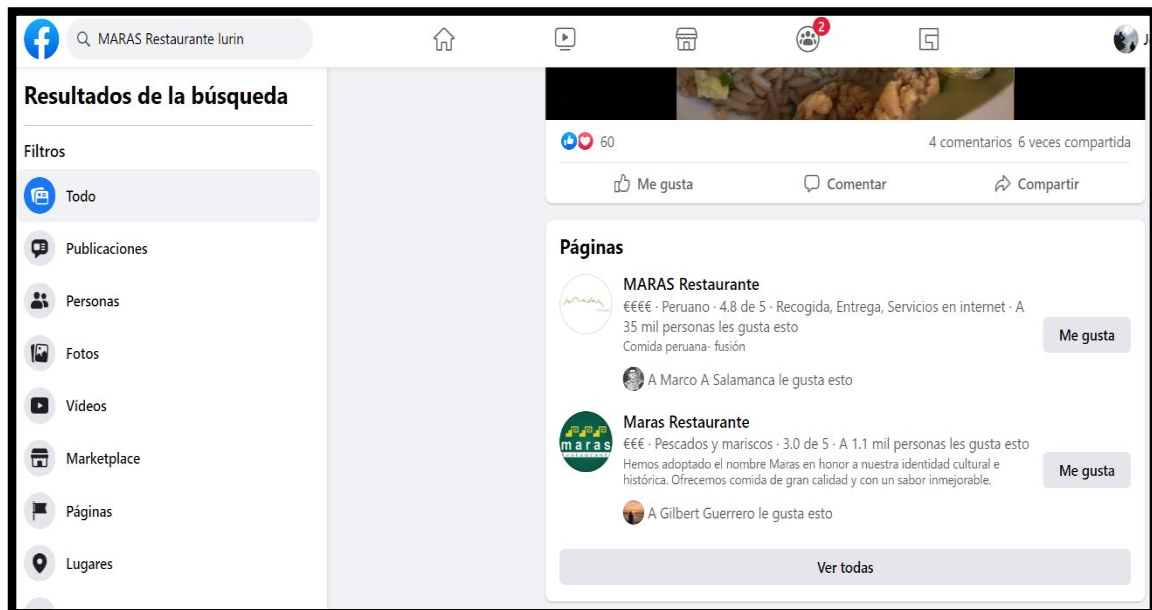 MARAS Restaurante lurin
2
Resultados de la búsqueda
Filtros
Todo
Publicaciones
Personas
Fotos
Vídeos
Marketplace
Páginas
Lugares
60
4 comentarios 6 veces compartida
Me gusta
Comentar
Compartir
Páginas
MARAS Restaurante
€€€€ · Peruano · 4.8 de 5 · Recogida, Entrega, Servicios en internet · A
35 mil personas les gusta esto
Comida peruana- fusión
Me gusta
A Marco A Salamanca le gusta esto
maras
Maras Restaurante
€€€ · Pescados y mariscos · 3.0 de 5 · A 1.1 mil personas les gusta esto
Hemos adoptado el nombre Maras en honor a nuestra identidad cultural e
histórica. Ofrecemos comida de gran calidad y con un sabor inmejorable.
Me gusta
A Gilbert Guerrero le gusta esto
Ver todas